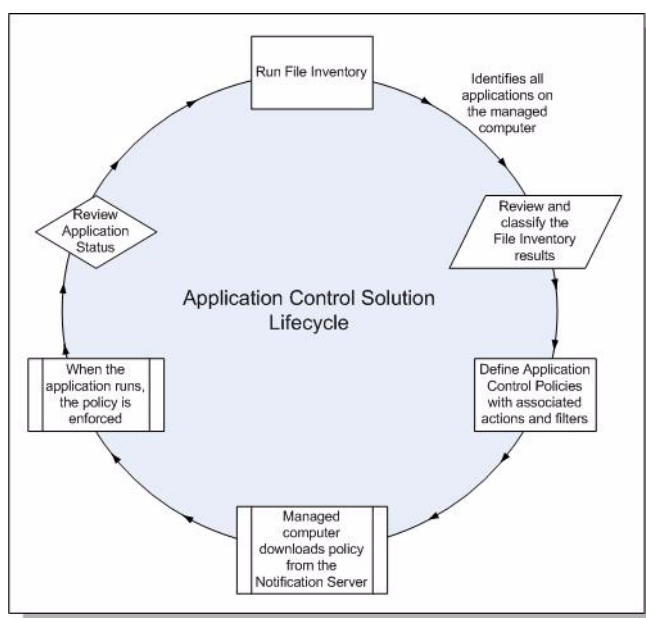 Run File Inventory
Identifies all
applications on
the managed
computer
Review and
classify the
File Inventory
results
Define Application
Control Policies
with associated
actions and filters
Managed
computer
downloads policy
from the
Notification Server
When the
application runs,
the policy is
enforced
Review
Application
Status
Application Control Solution
Lifecycle